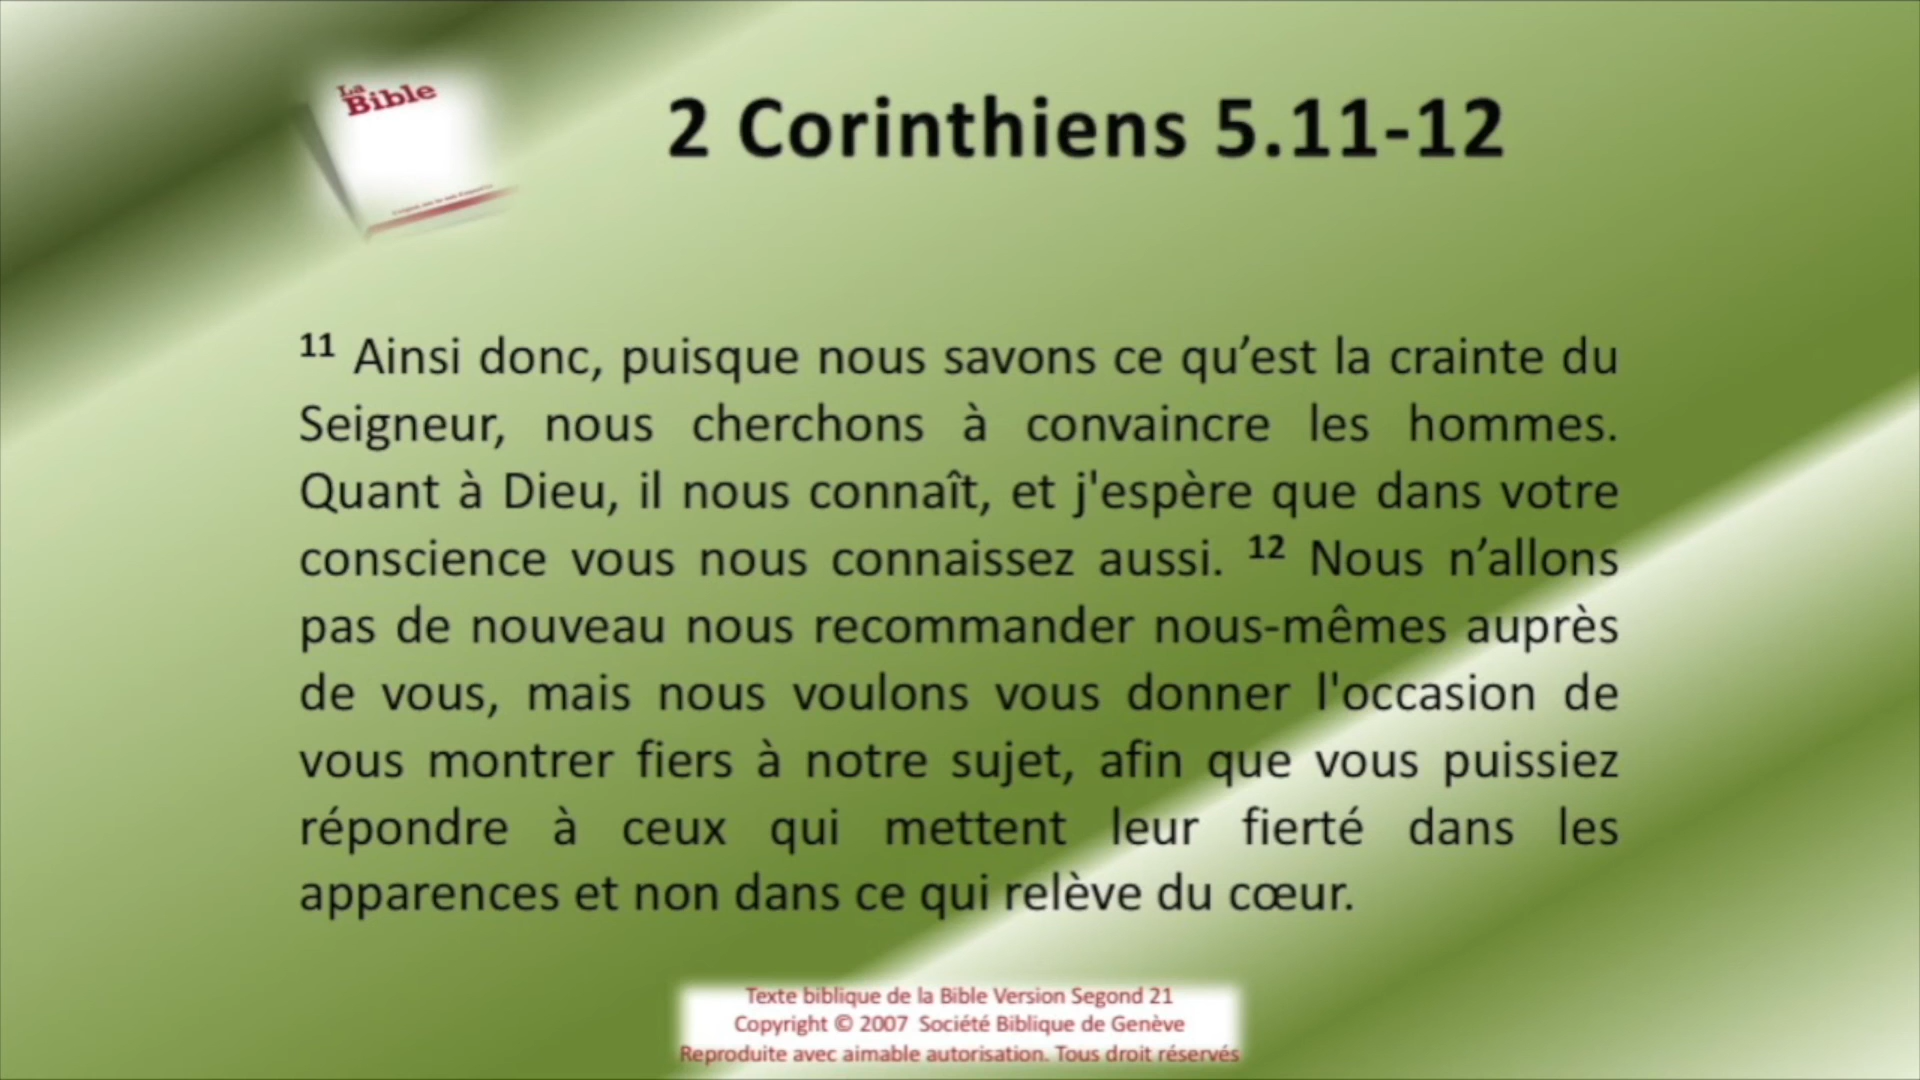 La
Bible
2 Corinthiens 5.11-12
11 Ainsi donc, puisque nous savons ce qu’est la crainte du
Seigneur, nous cherchons à convaincre les hommes.
Quant à Dieu, il nous connaît, et j'espère que dans votre
conscience vous nous connaissez aussi. 12 Nous n’allons
pas de nouveau nous recommander nous-mêmes auprès
de vous, mais nous voulons vous donner l'occasion de
vous montrer fiers à notre sujet, afin que vous puissiez
répondre à ceux qui mettent leur fierté dans les
apparences et non dans ce qui relève du cœur.
Texte biblique de la Bible Version Segond 21
Copyright © 2007 Société Biblique de Genève
Reproduite avec aimable autorisation. Tous droit réservés